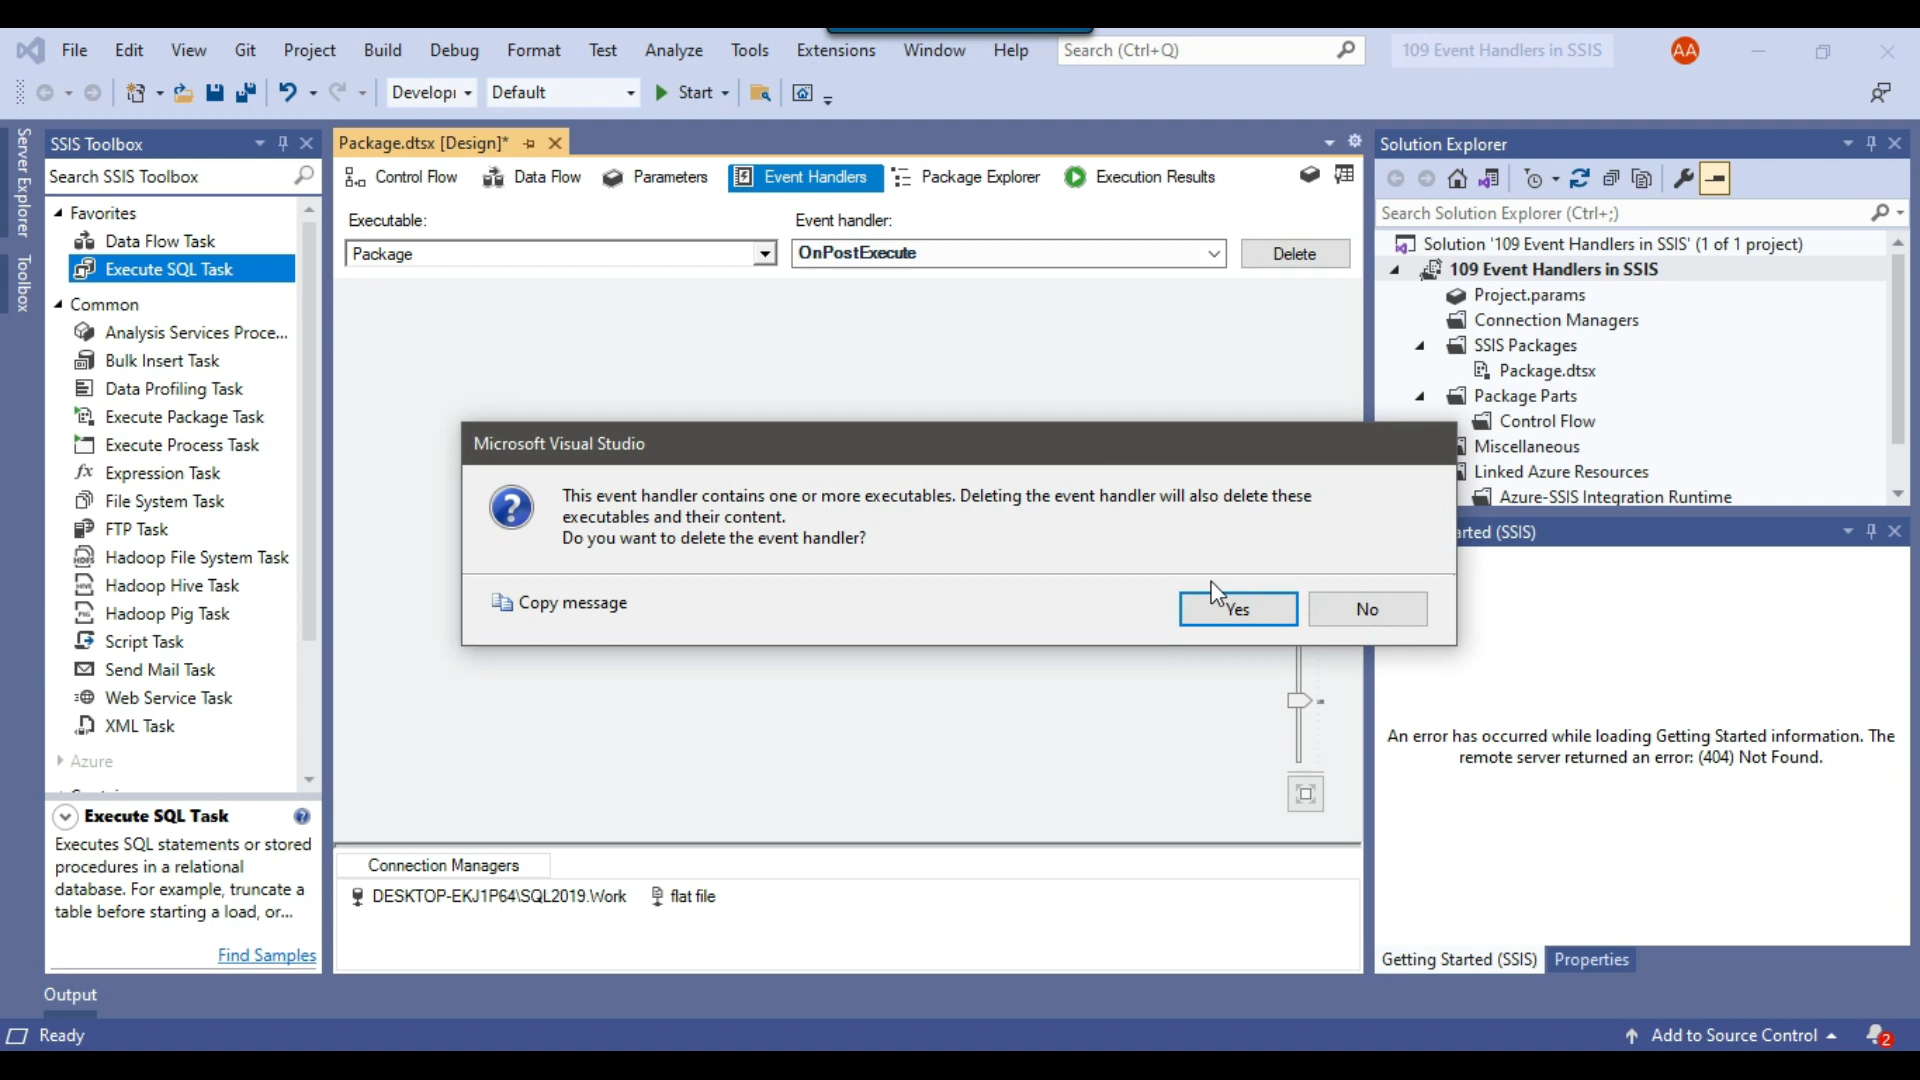 File Edit View Git Project Build Debug Format Test Analyze Tools Extensions Window Help Search (Ctrl+Q) 109 Event Handlers in SSIS AA
Developı Default Start
Server Explorer
Toolbox
SSIS Toolbox
Search SSIS Toolbox
Favorites
Data Flow Task
Execute SQL Task
Common
Analysis Services Proce...
Bulk Insert Task
Data Profiling Task
Execute Package Task
Execute Process Task
Expression Task
File System Task
FTP Task
Hadoop File System Task
Hadoop Hive Task
Hadoop Pig Task
Script Task
Send Mail Task
Web Service Task
XML Task
Azure
Execute SQL Task
Executes SQL statements or stored
procedures in a relational
database. For example, truncate a
table before starting a load, or...
Find Samples
Package.dtsx [Design]*
Control Flow Data Flow Parameters Event Handlers Package Explorer Execution Results
Executable: Event handler:
Package OnPostExecute Delete
Microsoft Visual Studio
This event handler contains one or more executables. Deleting the event handler will also delete these
executables and their content.
Do you want to delete the event handler?
Copy message Yes No
Connection Managers
DESKTOP-EKJ1P64\SQL2019.Work flat file
Solution Explorer
Search Solution Explorer (Ctrl+;)
Solution '109 Event Handlers in SSIS' (1 of 1 project)
109 Event Handlers in SSIS
Project.params
Connection Managers
SSIS Packages
Package.dtsx
Package Parts
Control Flow
Miscellaneous
Linked Azure Resources
Azure-SSIS Integration Runtime
arted (SSIS)
An error has occurred while loading Getting Started information. The
remote server returned an error: (404) Not Found.
Getting Started (SSIS) Properties
Output
Ready Add to Source Control 2